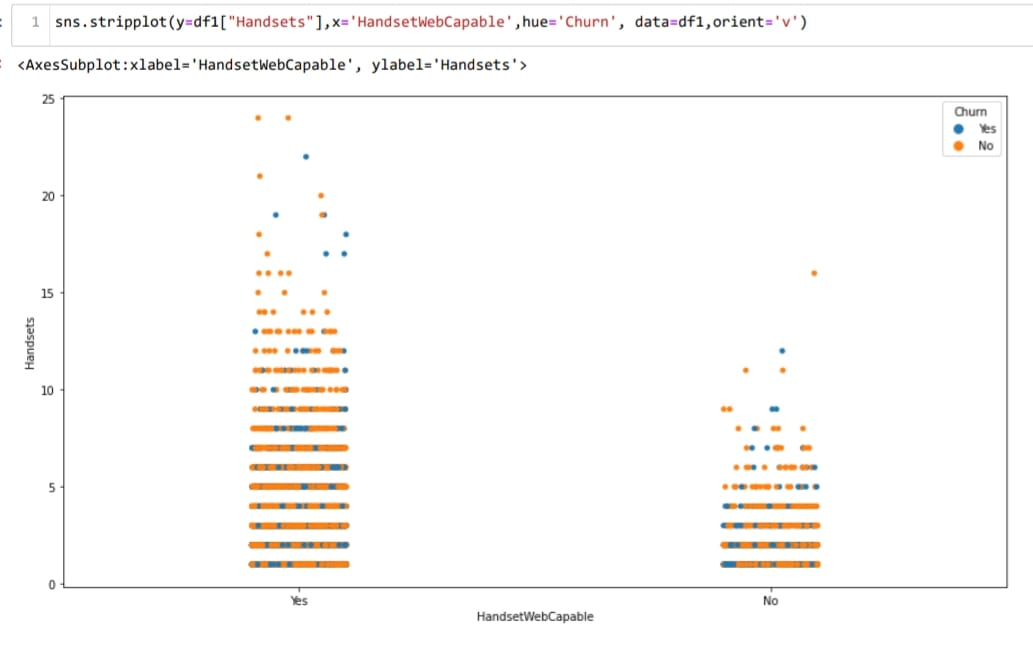 1 sns.stripplot(y=df1["Handsets"],x='HandsetWebCapable',hue='Churn', data=df1,orient='v')
<AxesSubplot:xlabel='HandsetWebCapable', ylabel='Handsets'>
25
20
15
10
5
0
Handsets
Churn
Yes
No
Yes
No
HandsetWebCapable